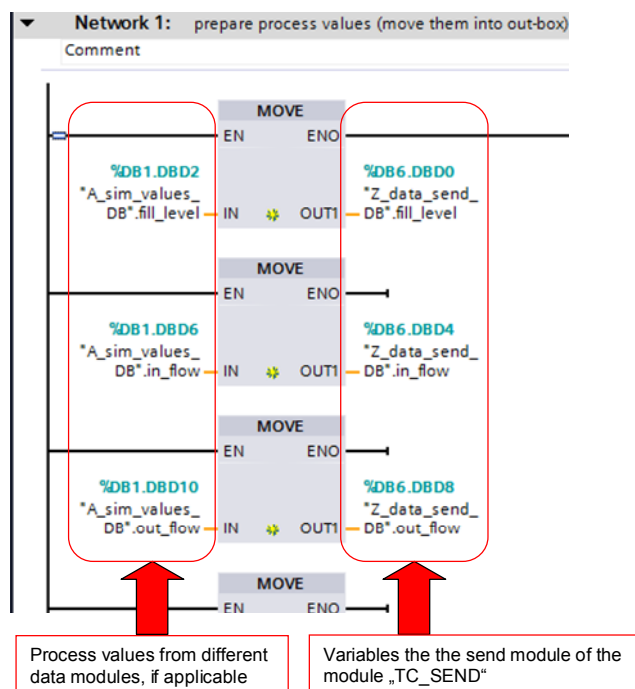 Network 1: prepare process values (move them into out-box)
Comment
MOVE
EN ENO
%DB1.DBD2 %DB6.DBD0
"A_sim_values_ "Z_data_send_
DB".fill_level IN OUT1 DB".fill_level
MOVE
EN ENO
%DB1.DBD6 %DB6.DBD4
"A_sim_values_ "Z_data_send_
DB".in_flow IN OUT1 DB".in_flow
MOVE
EN ENO
%DB1.DBD10 %DB6.DBD8
"A_sim_values_ "Z_data_send_
DB".out_flow IN OUT1 DB".out_flow
MOVE
EN ENO
Process values from different
data modules, if applicable
Variables the the send module of the
module „TC_SEND“